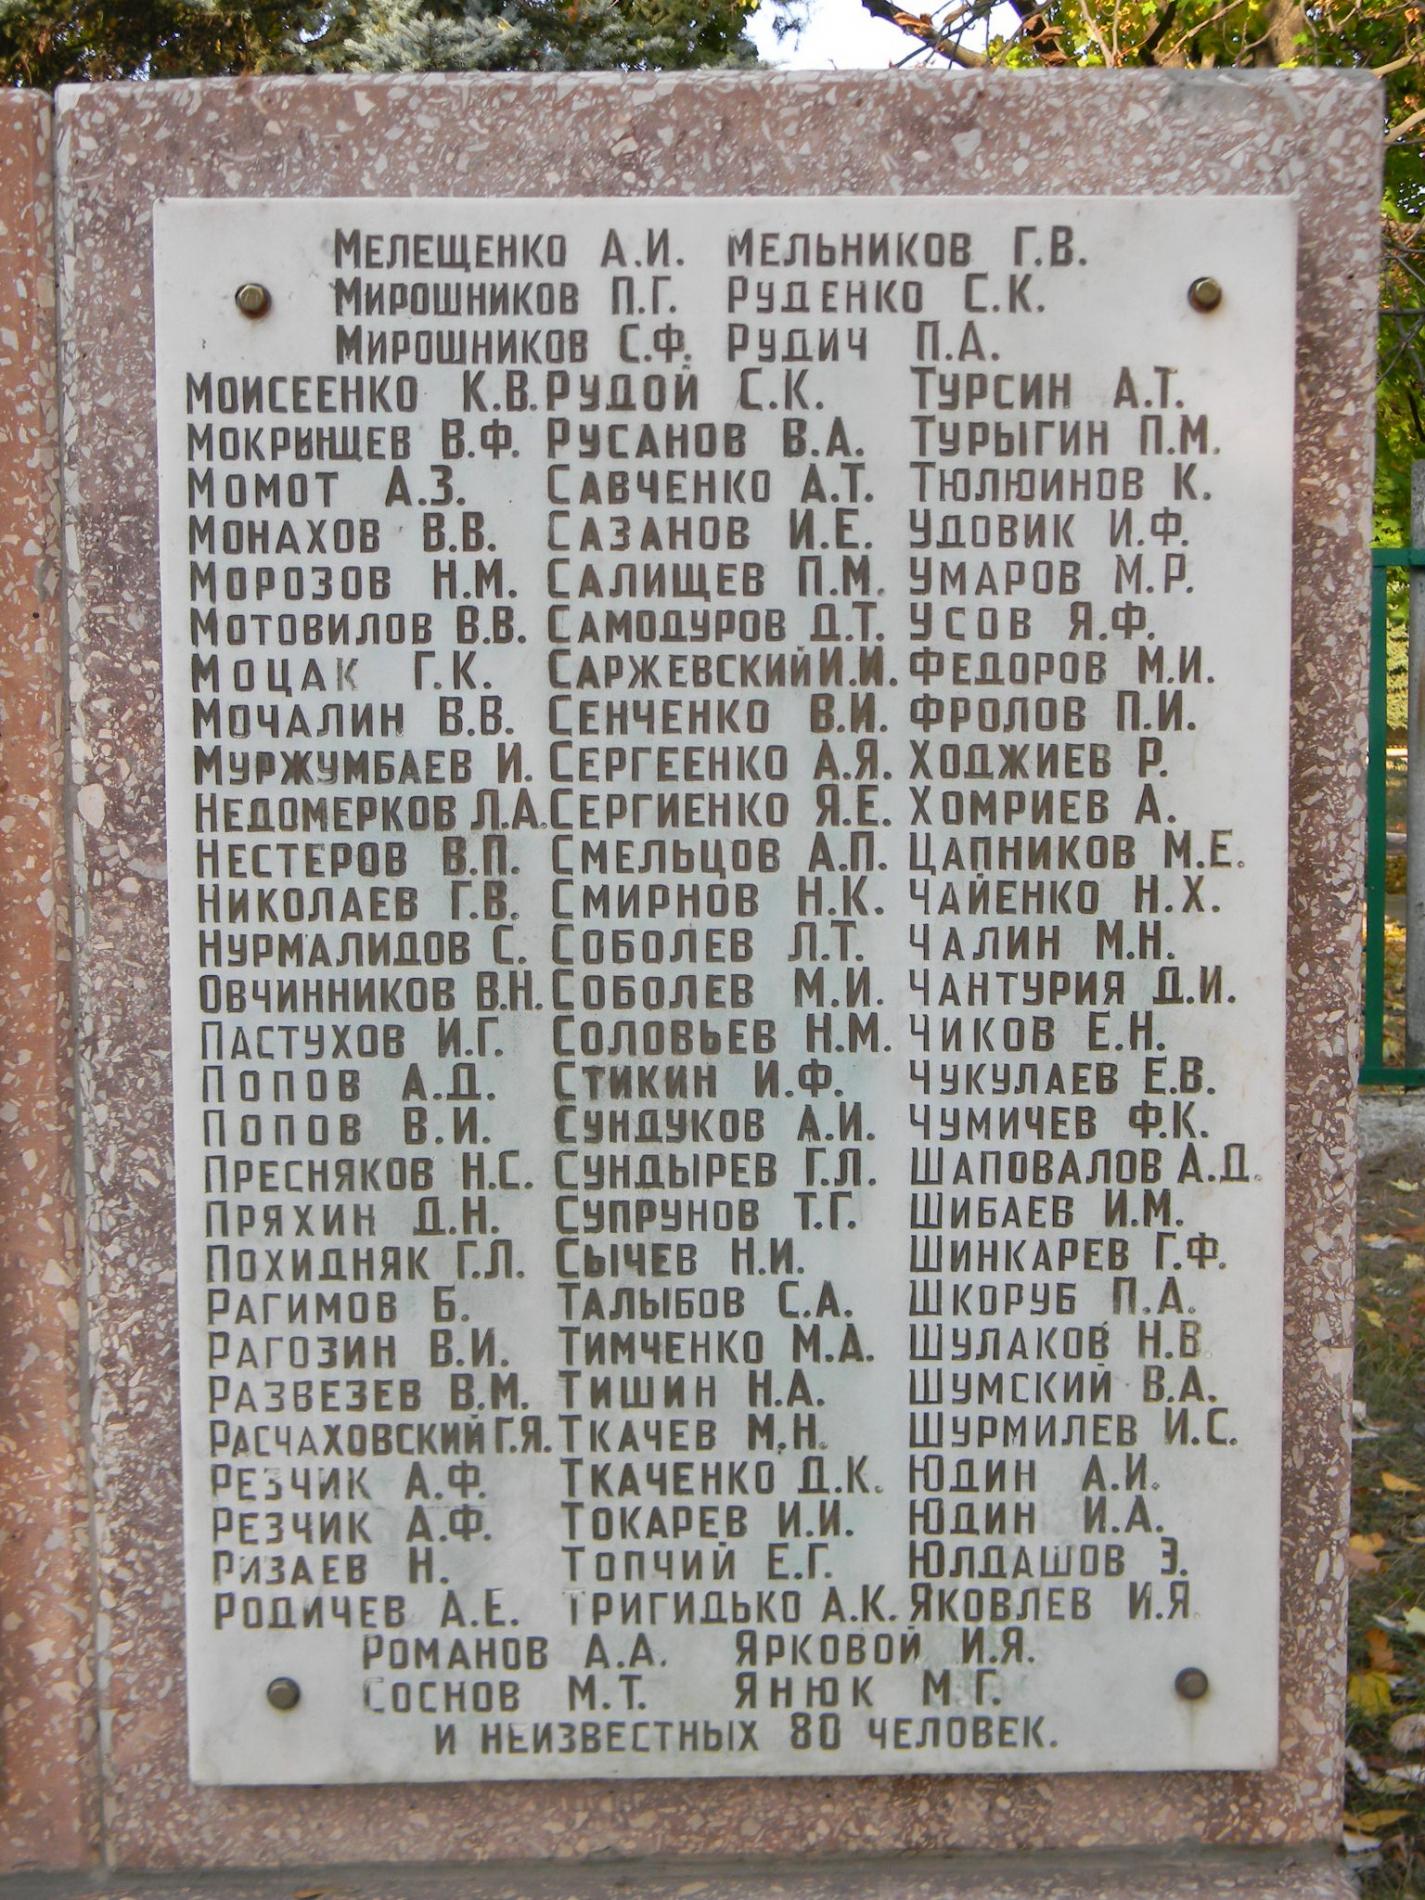 Мелещенко А.И. Мельников Г.В.
Мирошников П.Г. Руденко С.К.
Мирошников С.Ф. Рудич П.А.
Моисеенко К.В. Рудой С.К. Турсин А.Т.
Мокрынщев В.Ф. Русанов В.А. Турыгин П.М.
Момот А.З. Савченко А.Т. Тюлюинов К.
Монахов В.В. Сазанов И.Е. Удовик И.Ф.
Морозов Н.М. Салищев П.М. Умаров М.Р.
Мотовилов В.В. Самодуров Д.Т. Усов Я.Ф.
Моцак Г.К. Саржевский И.И. Федоров М.И.
Мочалин В.В. Сенченко В.И. Фролов П.И.
Муржумбаев И. Сергеенко А.Я. Ходжиев Р.
Недомерков Л.А. Сергиенко Я.Е. Хомриев А.
Нестеров В.П. Смельцов А.П. Цапников М.Е.
Николаев Г.В. Смирнов Н.К. Чайенко Н.Х.
Нурмалидов С. Соболев Л.Т. Чалин М.Н.
Овчинников В.Н. Соболев М.И. Чантурия Д.И.
Пастухов И.Г. Соловьев Н.М. Чиков Е.Н.
Попов А.Д. Стикин И.Ф. Чукулаев Е.В.
Попов В.И. Сундуков А.И. Чумичев Ф.К.
Пресняков Н.С. Сундырев Г.Л. Шаповалов А.Д.
Пряхин Д.Н. Супрунов Т.Г. Шибаев И.М.
Похидняк Г.Л. Сычев Н.И. Шинкарев Г.Ф.
Рагимов Б. Талыбов С.А. Шкоруб П.А.
Рагозин В.И. Тимченко М.Д. Шулаков Н.В.
Развезев В.М. Тишин Н.А. Шумский В.А.
Расчаховский Г.Я. Ткачев М.Н. Шурмилев И.С.
Резчик А.Ф. Ткаченко Д.К. Юдин А.И.
Резчик А.Ф. Токарев И.И. Юдин И.А.
Ризаев Н. Топчий Е.Г. Юлдашов Э.
Родичев А.Е. Тригидько А.К. Яковлев И.Я.
Романов А.А. Ярковой И.Я.
Соснов М.Т. Янюк М.Г.
и неизвестных 80 человек.